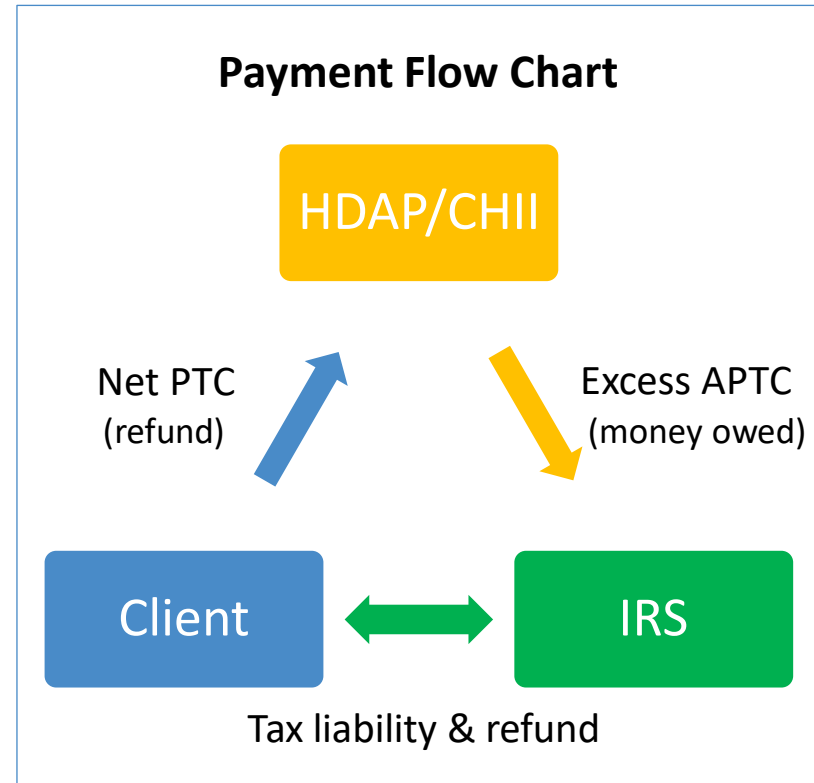 Payment Flow Chart
HDAP/CHII
Net PTC
(refund)
Excess APTC
(money owed)
Client
IRS
Tax liability & refund